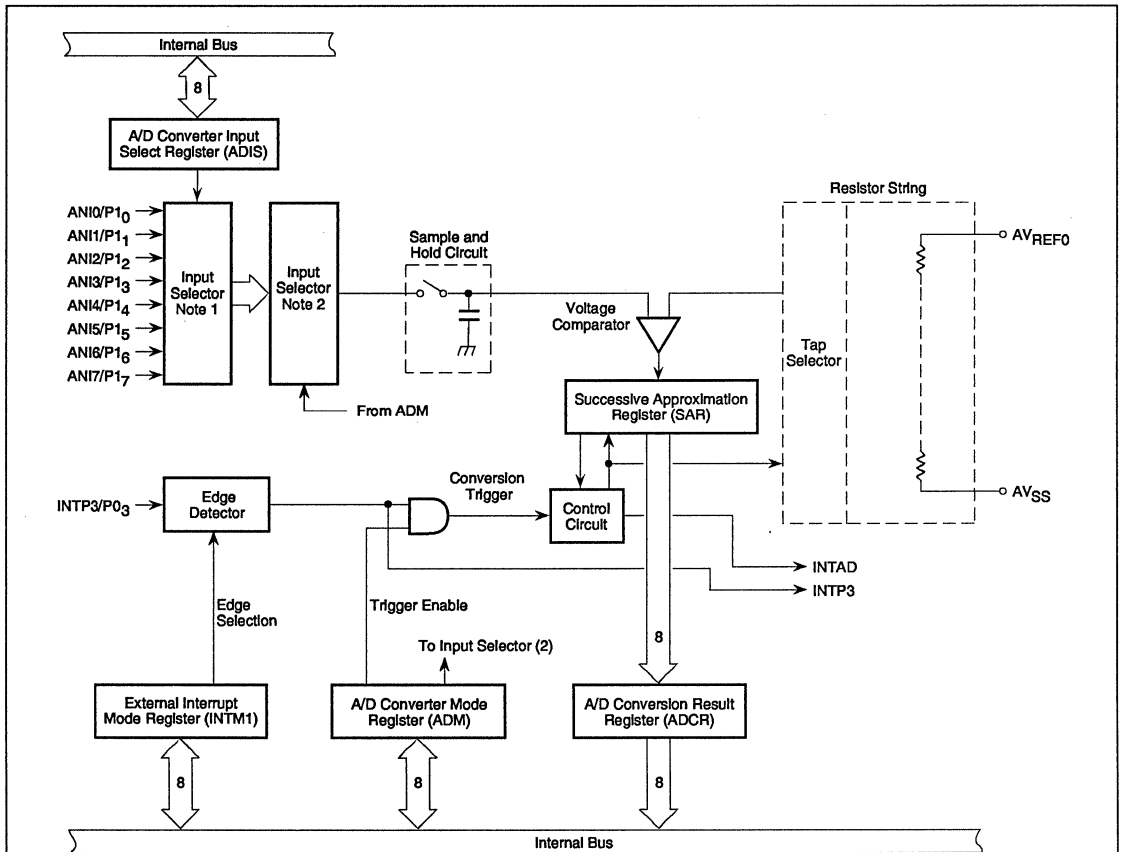 Internal Bus
8
A/D Converter Input
Select Register (ADIS)
ANI0/P1₀
ANI1/P1₁
ANI2/P1₂
ANI3/P1₃
ANI4/P1₄
ANI5/P1₅
ANI6/P1₆
ANI7/P1₇
Input
Selector
Note 1
Input
Selector
Note 2
From ADM
Sample and
Hold Circuit
Voltage
Comparator
Resistor String
Tap
Selector
AV_REF0
AV_SS
Successive Approximation
Register (SAR)
INTP3/P0₃
Edge
Detector
Conversion
Trigger
Control
Circuit
INTAD
INTP3
Edge
Selection
Trigger Enable
To Input Selector (2)
8
External Interrupt
Mode Register (INTM1)
A/D Converter Mode
Register (ADM)
A/D Conversion Result
Register (ADCR)
8
8
8
Internal Bus